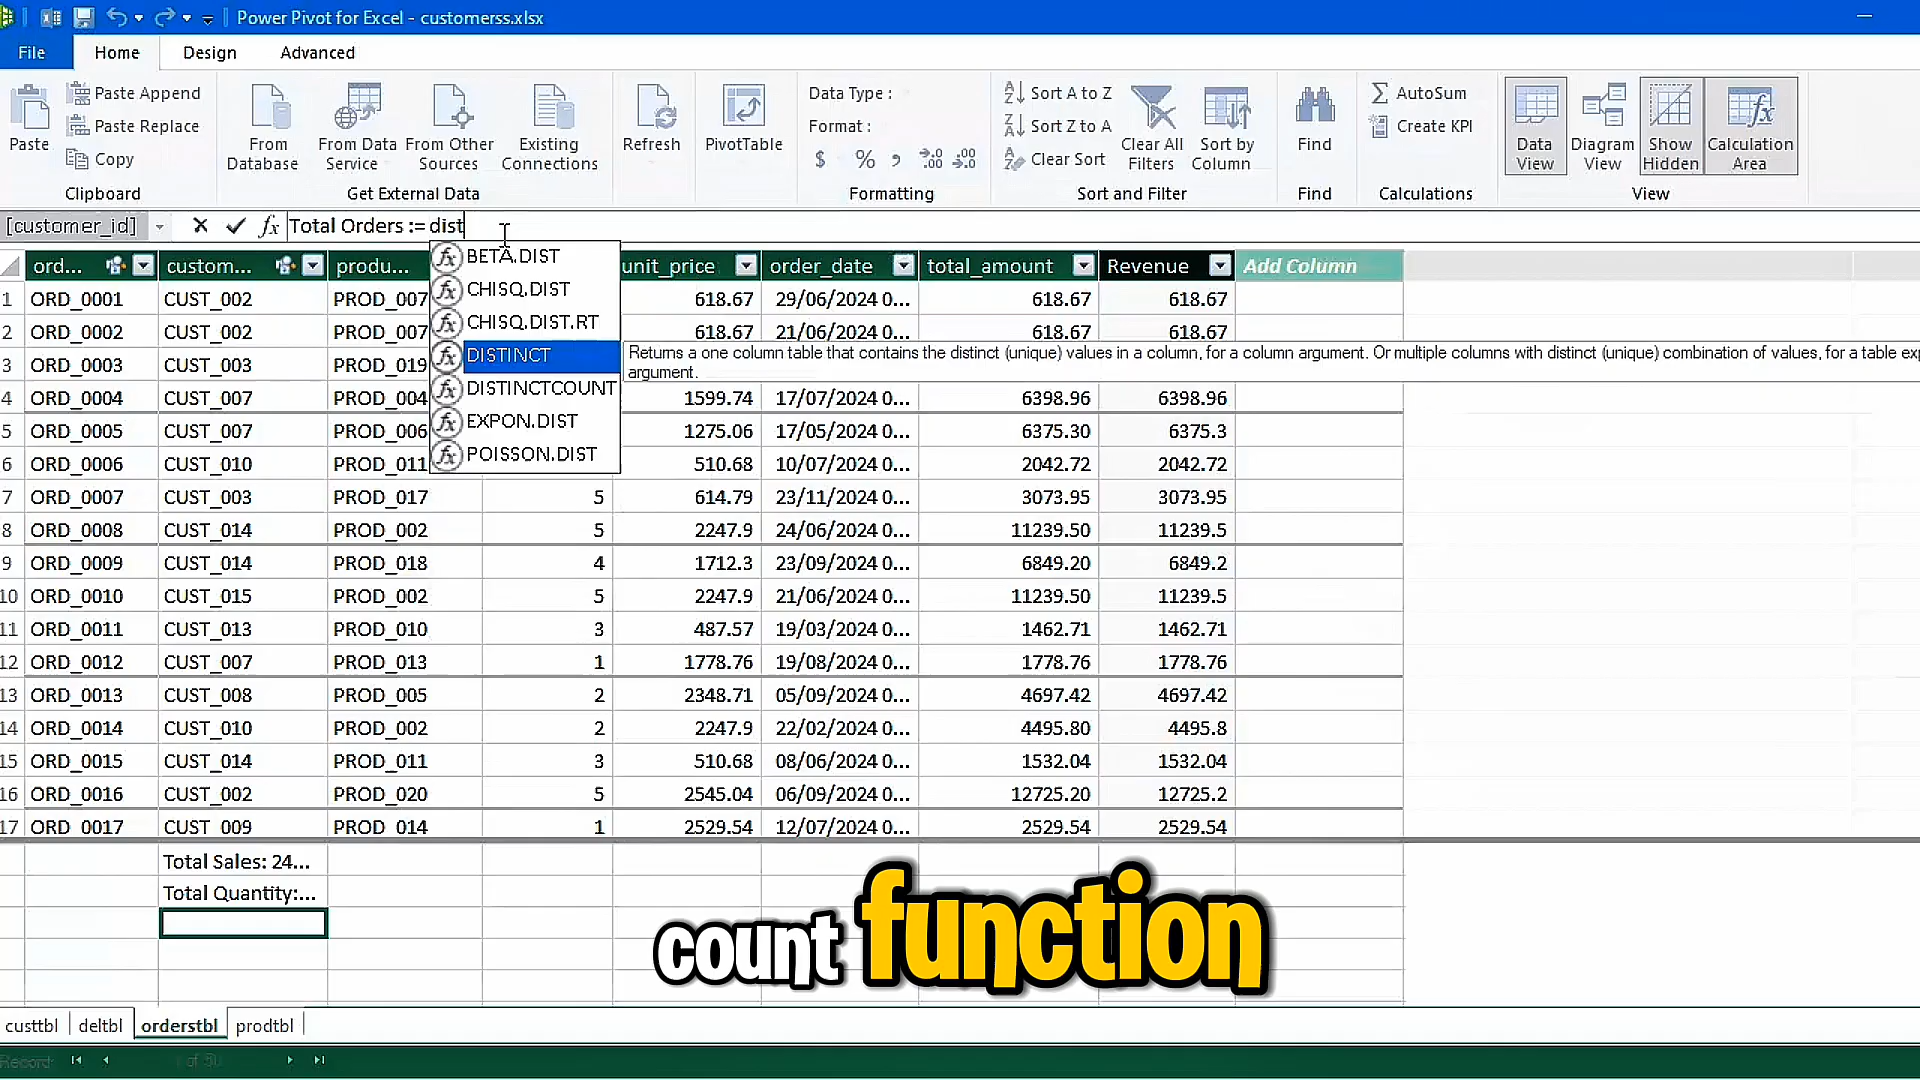 Power Pivot for Excel - customerss.xlsx
File Home Design Advanced
Paste
Paste Append
Paste Replace
Copy
Clipboard
From Database
From Data Service
From Other Sources
Existing Connections
Get External Data
Refresh
PivotTable
Data Type :
Format :
$ % , .00 .00
Formatting
Sort A to Z
Sort Z to A
Clear Sort
Clear All Filters
Sort by Column
Sort and Filter
Find
Find
AutoSum
Create KPI
Calculations
Data View
Diagram View
Show Hidden
Calculation Area
View
[customer_id] fx Total Orders := dist
BETA.DIST
CHISQ.DIST
CHISQ.DIST.RT
DISTINCT
DISTINCTCOUNT
EXPON.DIST
POISSON.DIST
Returns a one column table that contains the distinct (unique) values in a column, for a column argument. Or multiple columns with distinct (unique) combination of values, for a table exp
argument.
ord... custom... produ... unit_price order_date total_amount Revenue Add Column
1 ORD_0001 CUST_002 PROD_007 618.67 29/06/2024 0... 618.67 618.67
2 ORD_0002 CUST_002 PROD_007 618.67 21/06/2024 0... 618.67 618.67
3 ORD_0003 CUST_003 PROD_019
4 ORD_0004 CUST_007 PROD_004 1599.74 17/07/2024 0... 6398.96 6398.96
5 ORD_0005 CUST_007 PROD_006 1275.06 17/05/2024 0... 6375.30 6375.3
6 ORD_0006 CUST_010 PROD_011 510.68 10/07/2024 0... 2042.72 2042.72
7 ORD_0007 CUST_003 PROD_017 5 614.79 23/11/2024 0... 3073.95 3073.95
8 ORD_0008 CUST_014 PROD_002 5 2247.9 24/06/2024 0... 11239.50 11239.5
9 ORD_0009 CUST_014 PROD_018 4 1712.3 23/09/2024 0... 6849.20 6849.2
10 ORD_0010 CUST_015 PROD_002 5 2247.9 21/06/2024 0... 11239.50 11239.5
11 ORD_0011 CUST_013 PROD_010 3 487.57 19/03/2024 0... 1462.71 1462.71
12 ORD_0012 CUST_007 PROD_013 1 1778.76 19/08/2024 0... 1778.76 1778.76
13 ORD_0013 CUST_008 PROD_005 2 2348.71 05/09/2024 0... 4697.42 4697.42
14 ORD_0014 CUST_010 PROD_002 2 2247.9 22/02/2024 0... 4495.80 4495.8
15 ORD_0015 CUST_014 PROD_011 3 510.68 08/06/2024 0... 1532.04 1532.04
16 ORD_0016 CUST_002 PROD_020 5 2545.04 06/09/2024 0... 12725.20 12725.2
17 ORD_0017 CUST_009 PROD_014 1 2529.54 12/07/2024 0... 2529.54 2529.54
Total Sales: 24...
Total Quantity:...
count function
custtbl deltbl orderstbl prodtbl
Record: